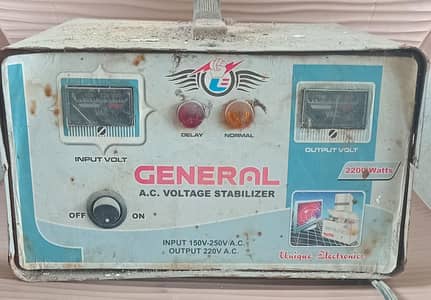 DELAY
NORMAL
INPUT VOLT
OUTPUT VOLT
GENERAL
2200 Watts
A.C. VOLTAGE STABILIZER
OFF
ON
INPUT 150V-250V A.C.
OUTPUT 220V A.C.
Unique Electronic